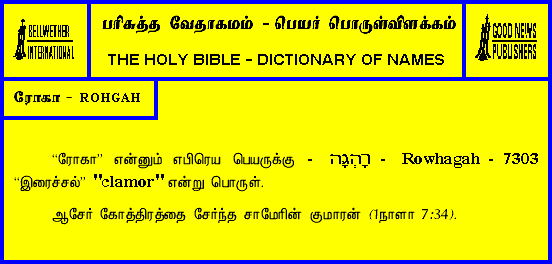 BELLWETHER
INTERNATIONAL
பரிசுத்த வேதாகமம் - பெயர் பொருள்விளக்கம்
THE HOLY BIBLE - DICTIONARY OF NAMES
GOOD NEWS
PUBLISHERS
ரோகா - ROHGAH
“ரோகா” என்னும் எபிரெய பெயருக்கு - רָהְגָּה - Rowhagah - 7303
“இரைச்சல்” "clamor" என்று பொருள்.
ஆசேர் கோத்திரத்தை சேர்ந்த சாமேரின் குமாரன் (1நாளா 7:34).